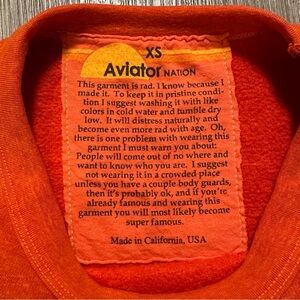 XS
Aviator NATION
This garment is rad. I know because I
made it. To keep it in pristine condi-
tion I suggest washing it with like
colors in cold water and tumble dry
low. It will distress naturally and
become even more rad with age. Oh,
there is one problem with wearing this
garment I must warn you about:
People will come out of no where and
want to know who you are. I suggest
not wearing it in a crowded place
unless you have a couple body guards,
then it's probably ok, and if you're
already famous and wearing this
garment you will most likely become
super famous.
Made in California, USA